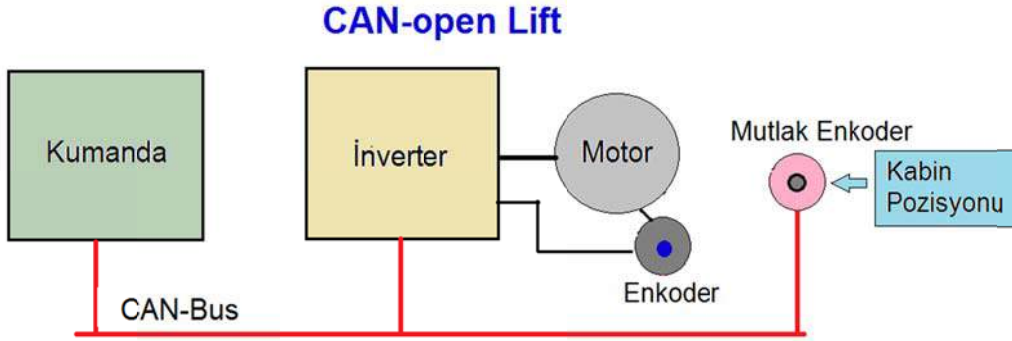 CAN-open Lift
Kumanda
İnverter
Motor
Mutlak Enkoder
Kabin
Pozisyonu
Enkoder
CAN-Bus